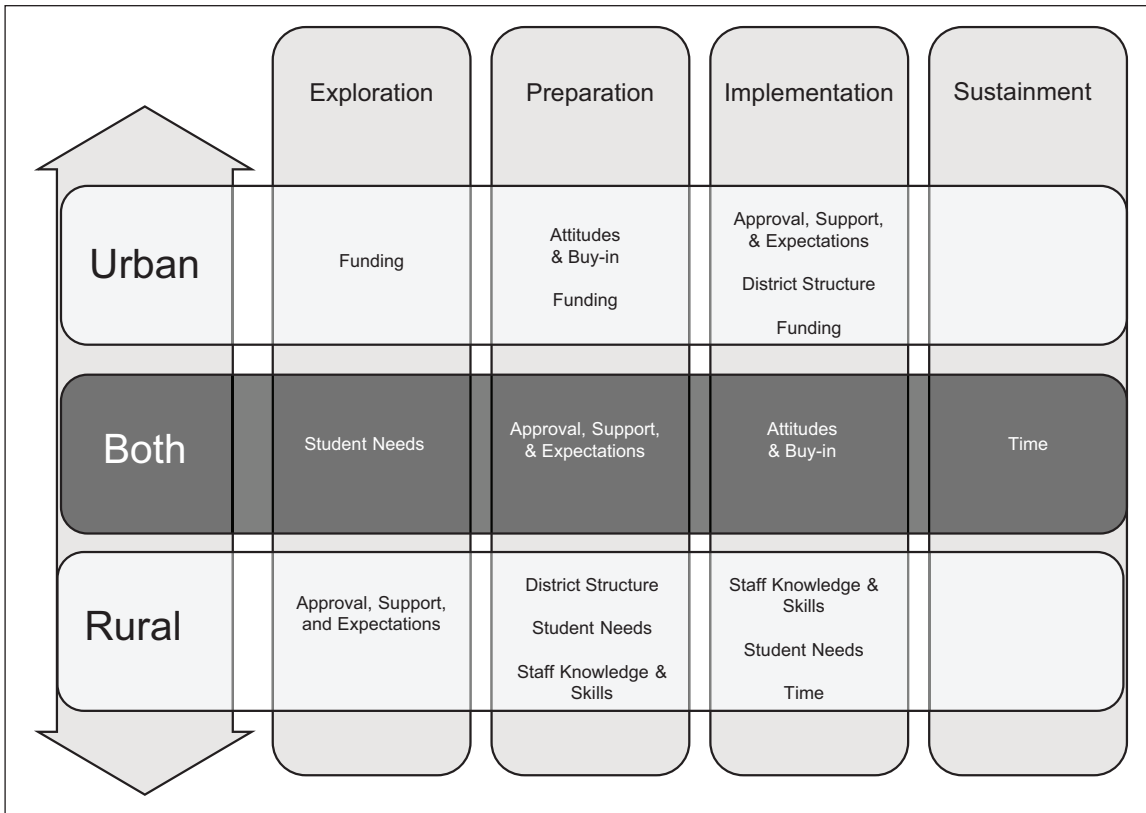 Exploration
Preparation
Implementation
Sustainment
Urban
Funding
Attitudes
& Buy-in
Funding
Approval, Support,
& Expectations
District Structure
Funding
Both
Student Needs
Approval, Support,
& Expectations
Attitudes
& Buy-in
Time
Rural
Approval, Support,
and Expectations
District Structure
Student Needs
Staff Knowledge &
Skills
Staff Knowledge &
Skills
Student Needs
Time